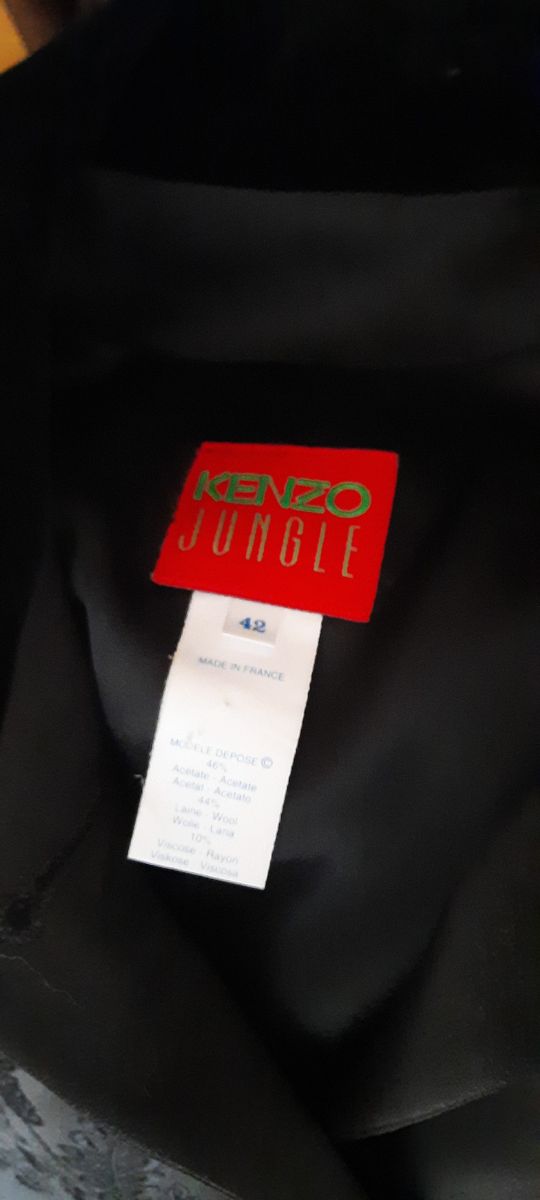 KENZO
JUNGLE
42
MADE IN FRANCE
MODELE DEPOSE ©
46%
Acetate - Acetate
Acetat - Acetato
44%
Laine - Wool
Wolle - Lana
10%
Viscose - Rayon
Viskose - Viscosa